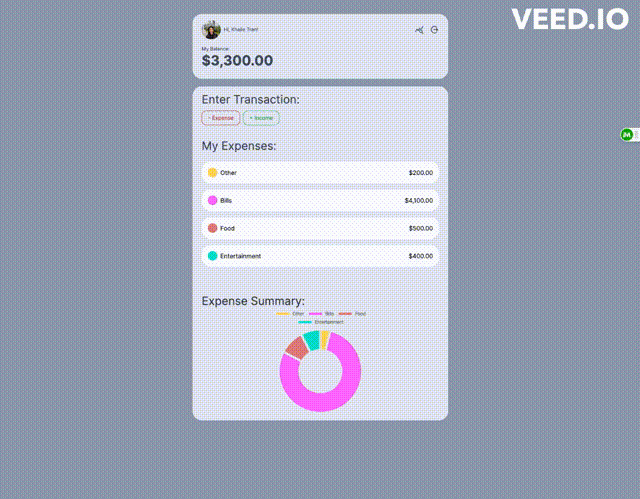 VEED.IO
Hi, Khalie Tran!
My Balance:
$3,300.00
Enter Transaction:
- Expense
+ Income
My Expenses:
Other $200.00
Bills $4,100.00
Food $500.00
Entertainment $400.00
Expense Summary:
Other Bills Food
Entertainment